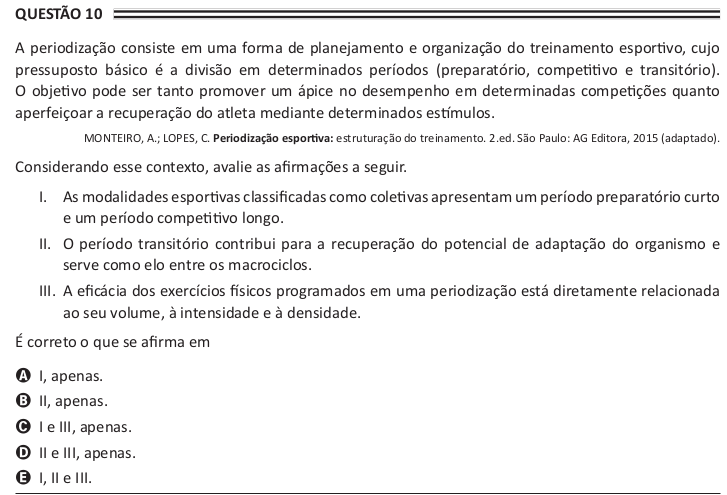 QUESTÃO 10
A periodização consiste em uma forma de planejamento e organização do treinamento esportivo, cujo
pressuposto básico é a divisão em determinados períodos (preparatório, competitivo e transitório).
O objetivo pode ser tanto promover um ápice no desempenho em determinadas competições quanto
aperfeiçoar a recuperação do atleta mediante determinados estímulos.
MONTEIRO, A.; LOPES, C. Periodização esportiva: estruturação do treinamento. 2.ed. São Paulo: AG Editora, 2015 (adaptado).
Considerando esse contexto, avalie as afirmações a seguir.
I. As modalidades esportivas classificadas como coletivas apresentam um período preparatório curto
e um período competitivo longo.
II. O período transitório contribui para a recuperação do potencial de adaptação do organismo e
serve como elo entre os macrociclos.
III. A eficácia dos exercícios físicos programados em uma periodização está diretamente relacionada
ao seu volume, à intensidade e à densidade.
É correto o que se afirma em
A I, apenas.
B II, apenas.
C I e III, apenas.
D II e III, apenas.
E I, II e III.